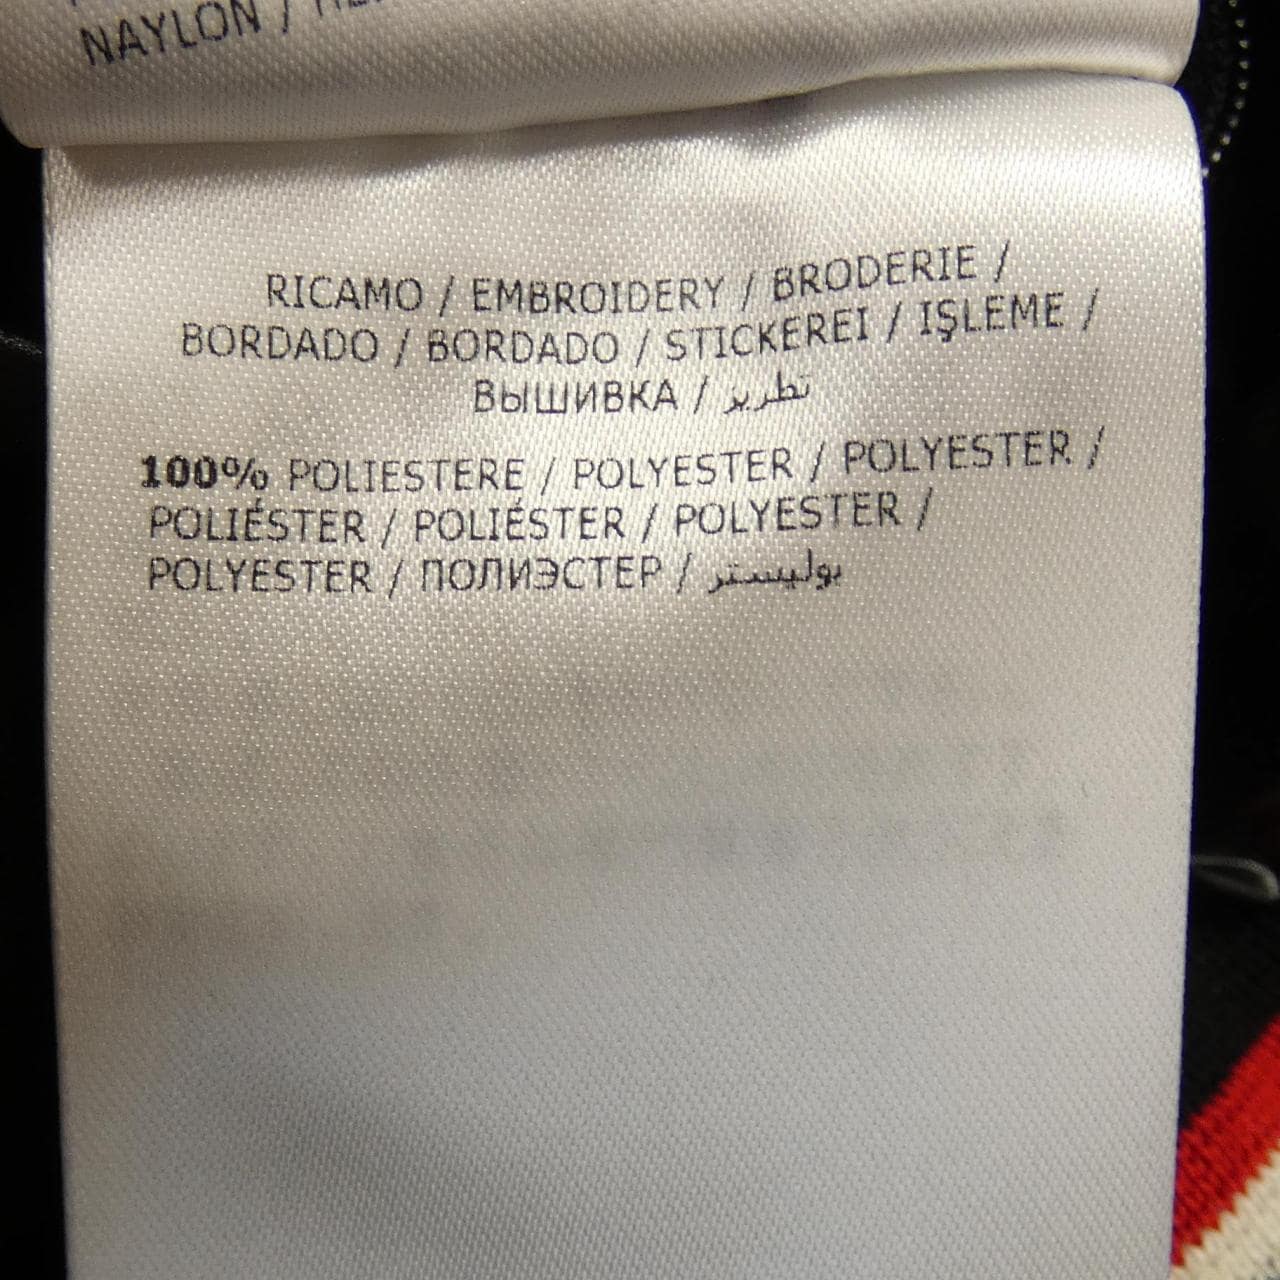 NAYLON /
RICAMO / EMBROIDERY / BRODERIE /
BORDADO / BORDADO / STICKEREI / IŞLEME /
ВЫШИВКА / تطريز
100% POLIESTERE / POLYESTER / POLYESTER /
POLIÉSTER / POLIÉSTER / POLYESTER /
POLYESTER / ПОЛИЭСТЕР / بوليستر